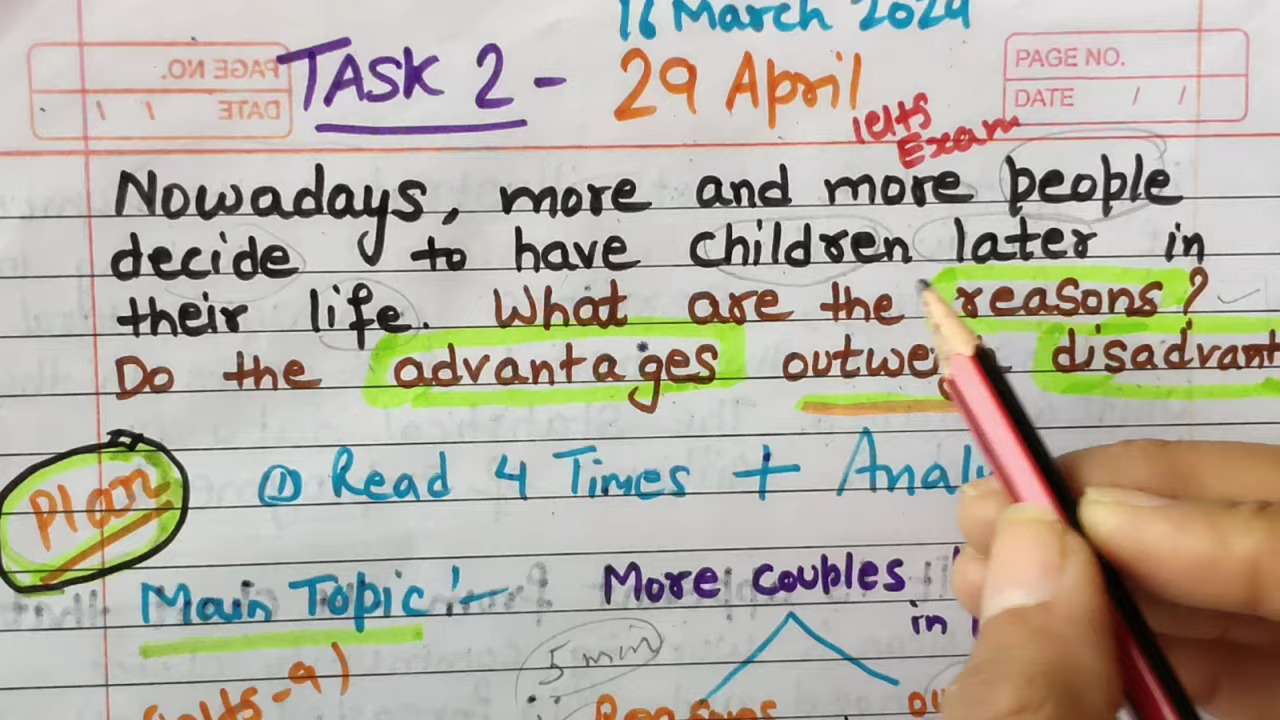 16 March 2024
TASK 2 - 29 April
PAGE NO.
DATE / /
PAGE NO.
DATE / /
Ielts
Exam
Nowadays, more and more people
decide to have children later in
their life. What are the reasons?
Do the advantages outwe disadvant
Plan
① Read 4 Times + Anal
Main Topic :- More couples
in
5 min
Reasons